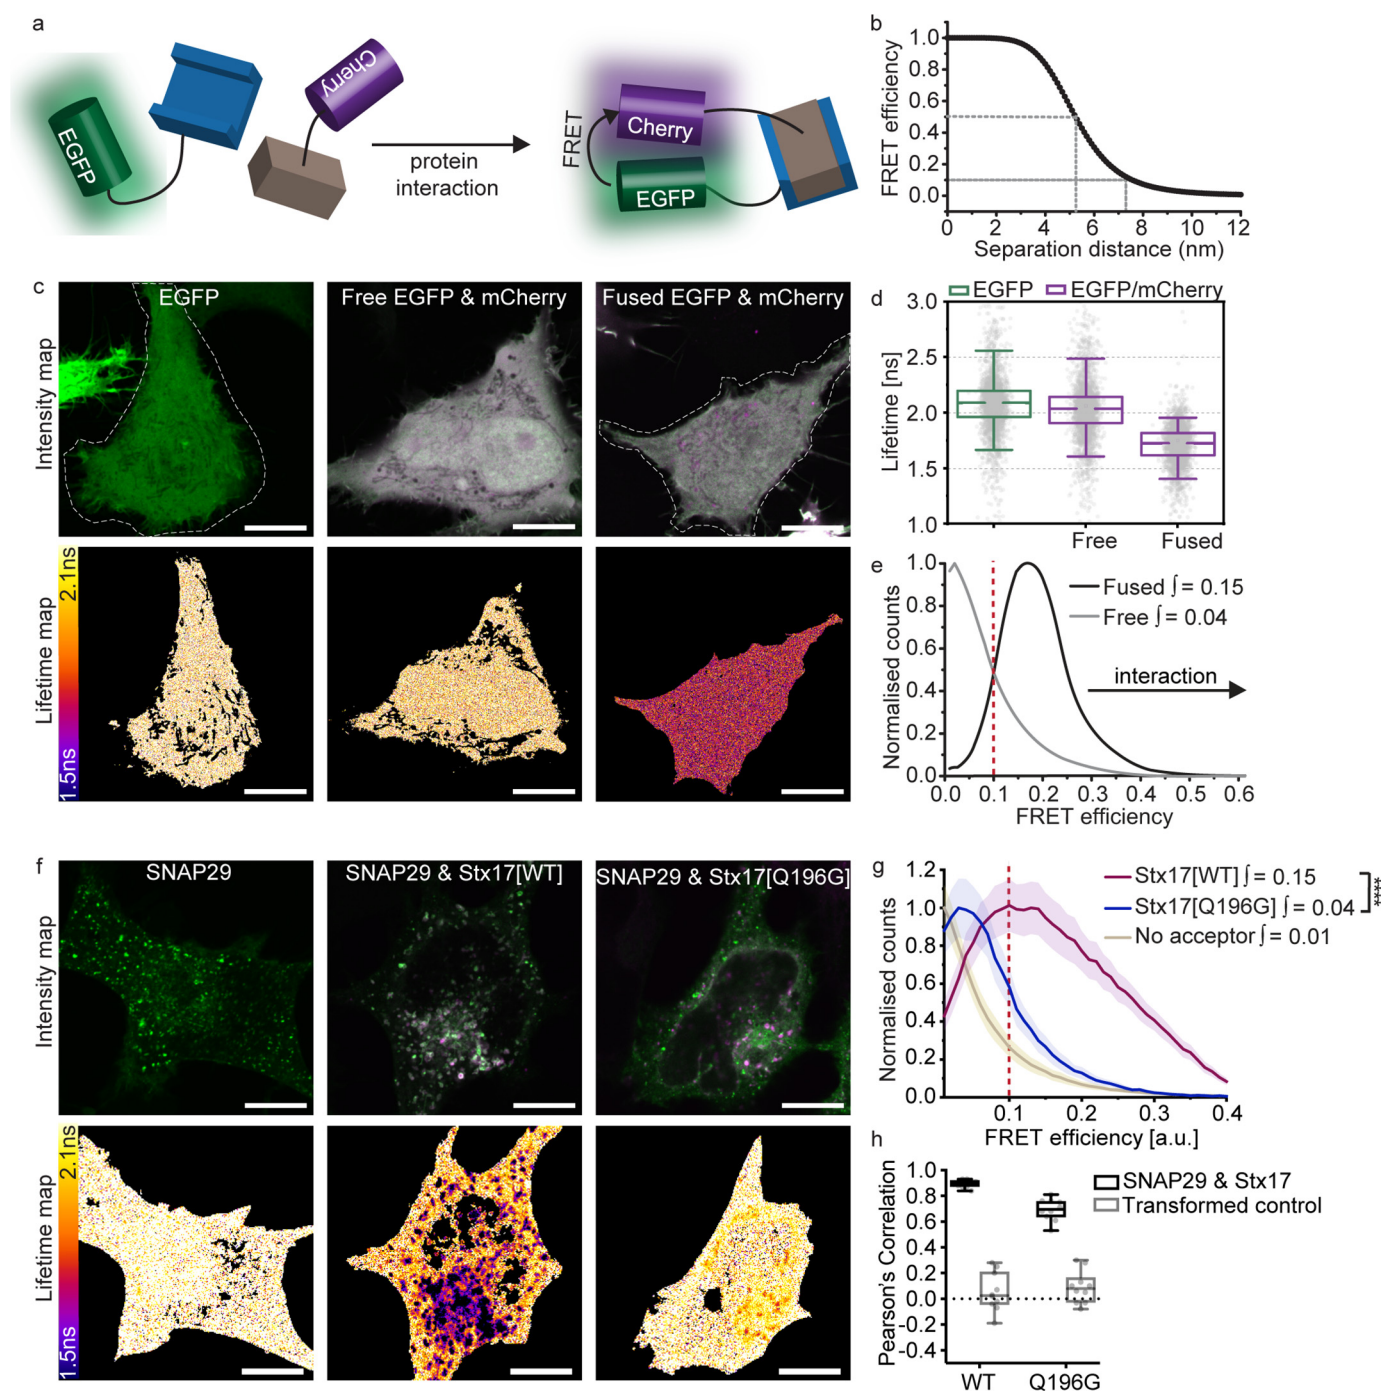 a
EGFP
Cherry
protein
interaction
FRET
Cherry
EGFP
b
FRET efficiency
1.0
0.8
0.6
0.4
0.2
0.0
0 2 4 6 8 10 12
Separation distance (nm)
c
Intensity map
EGFP
Free EGFP & mCherry
Fused EGFP & mCherry
Lifetime map
2.1ns
1.5ns
d
EGFP
EGFP/mCherry
Lifetime [ns]
3.0
2.5
2.0
1.5
1.0
Free Fused
e
Normalised counts
1.0
0.8
0.6
0.4
0.2
0.0
Fused ∫= 0.15
Free ∫= 0.04
interaction
0.0 0.1 0.2 0.3 0.4 0.5 0.6
FRET efficiency
f
Intensity map
SNAP29
SNAP29 & Stx17[WT]
SNAP29 & Stx17[Q196G]
Lifetime map
2.1ns
1.5ns
g
Normalised counts
1.2
1.0
0.8
0.6
0.4
0.2
0.0
Stx17[WT] ∫ = 0.15
Stx17[Q196G] ∫ = 0.04
No acceptor ∫ = 0.01
****
0.1 0.2 0.3 0.4
FRET efficiency [a.u.]
h
Pearson's Correlation
1.0
0.8
0.6
0.4
0.2
0.0
-0.2
-0.4
SNAP29 & Stx17
Transformed control
WT Q196G